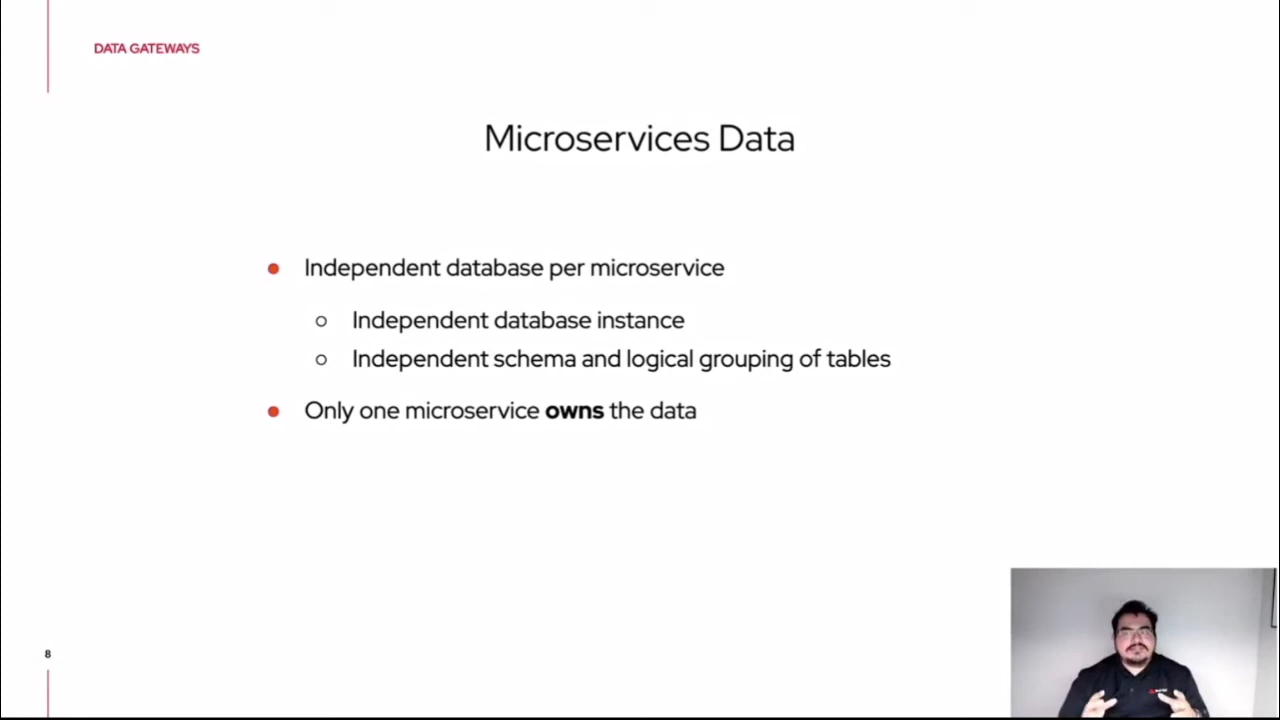 DATA GATEWAYS
Microservices Data
Independent database per microservice
Independent database instance
Independent schema and logical grouping of tables
Only one microservice owns the data
8